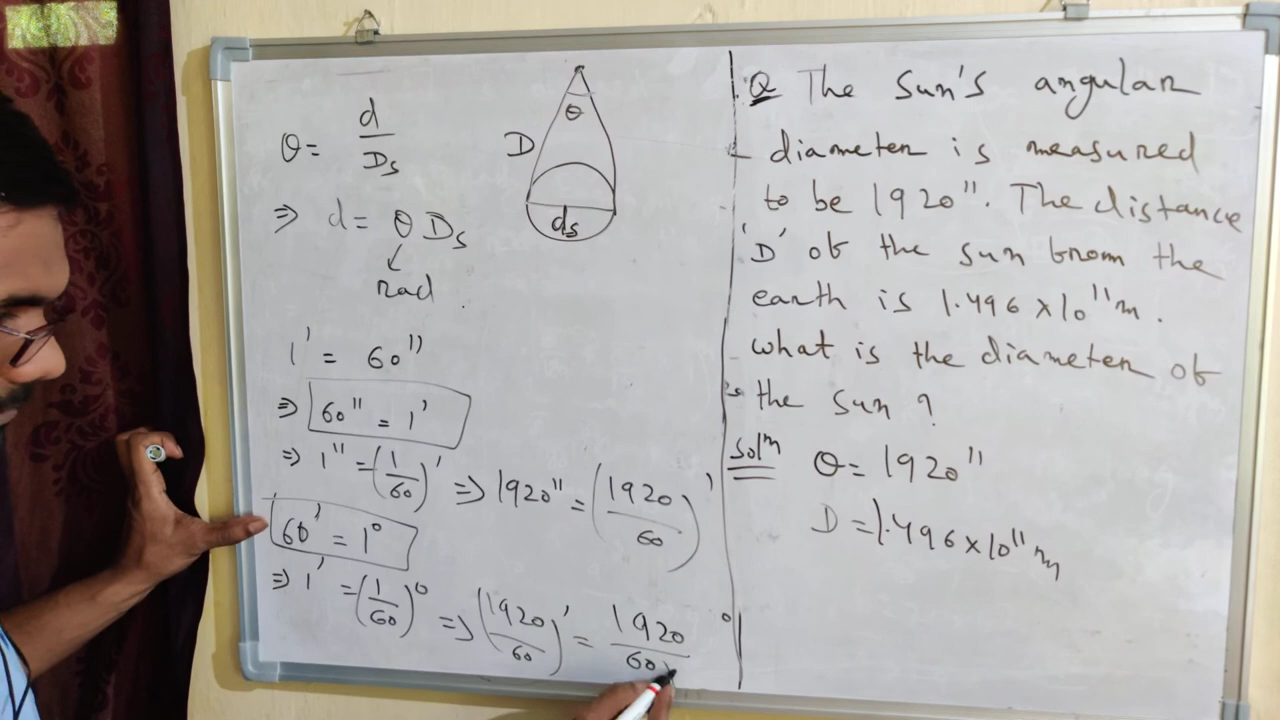 θ = d/Ds
⇒ d = θ Ds
rad
θ
D
ds
1' = 60"
⇒ 60" = 1'
⇒ 1" = (1/60)' ⇒ 1920" = (1920/60)'
60' = 1°
⇒ 1' = (1/60)° ⇒ (1920/60)' = 1920/60 °
Q The Sun's angular
diameter is measured
to be 1920". The distance
'D' of the sun from the
earth is 1.496 x 10¹¹ m.
What is the diameter of
the sun ?
Solⁿ θ = 1920"
D = 1.496 x 10¹¹ m